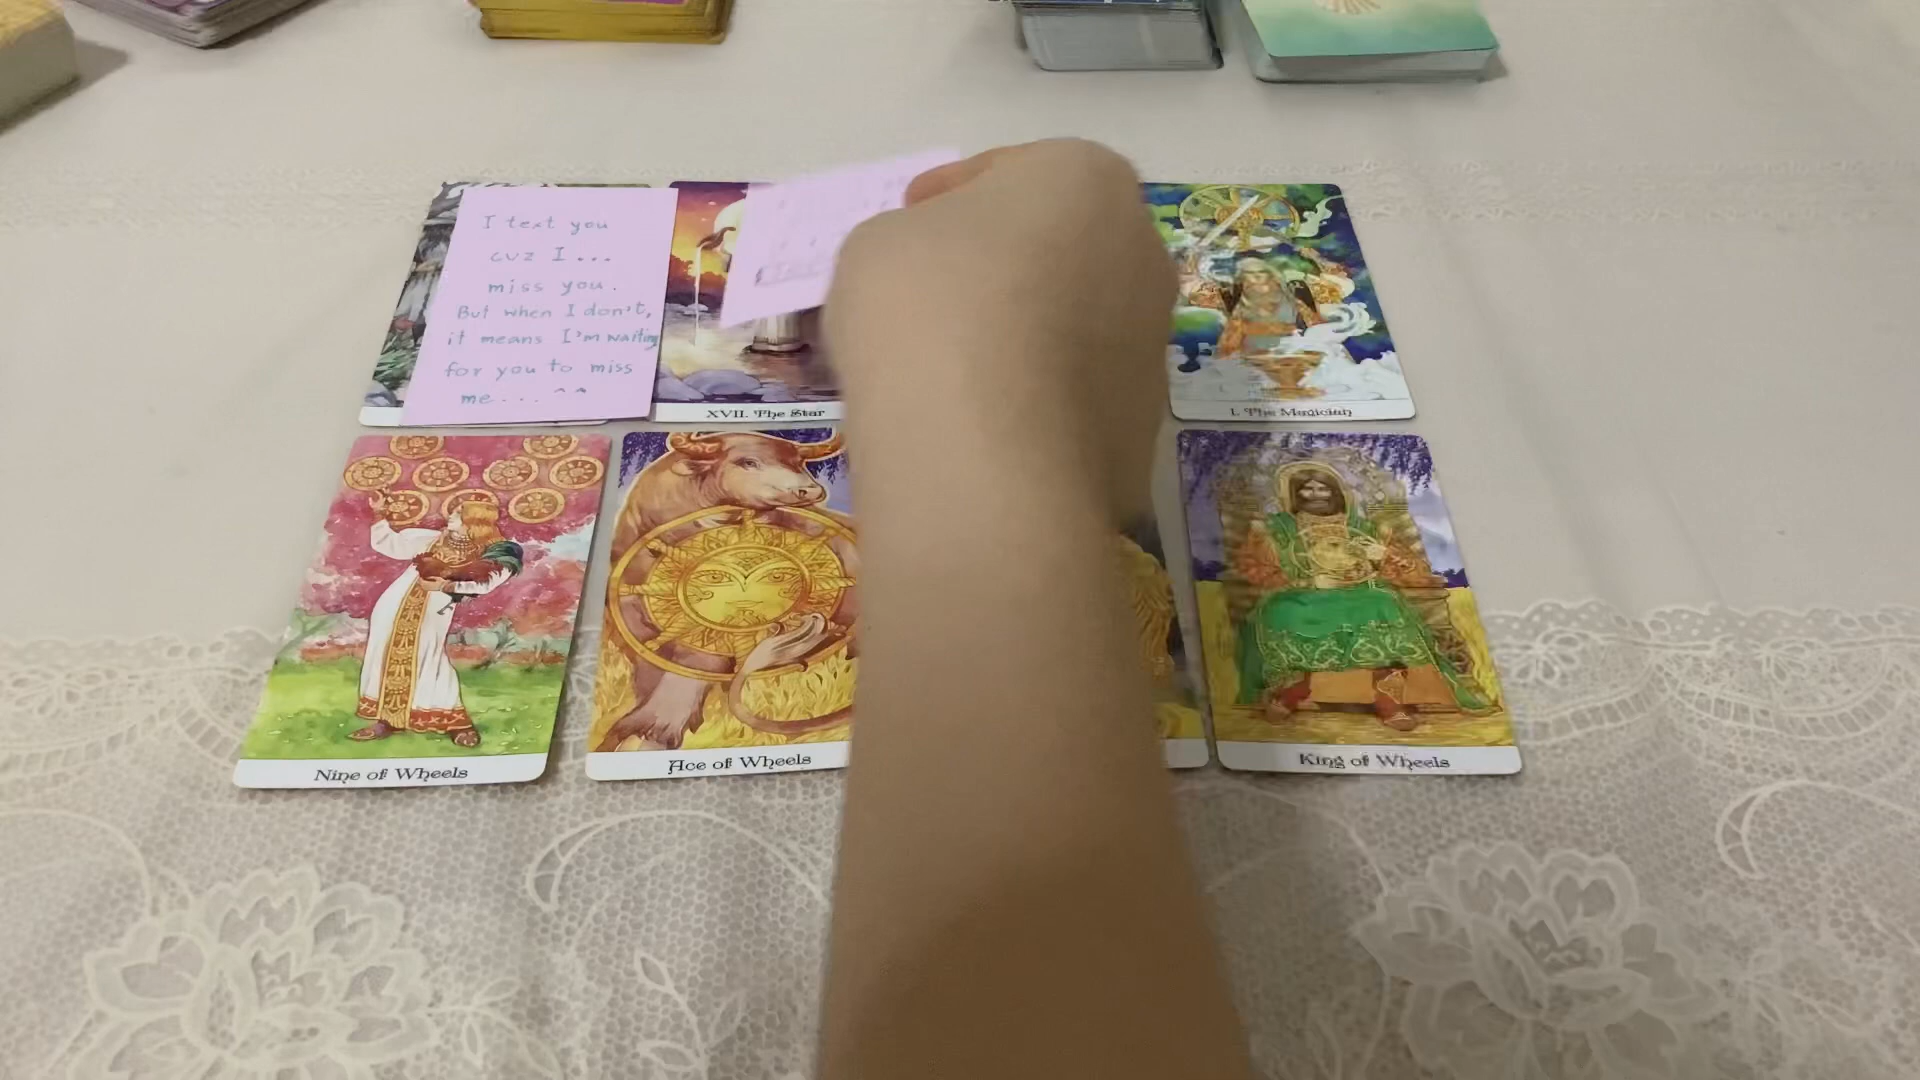 I text you
cuz I...
miss you.
But when I don't,
it means I'm waiting
for you to miss
me... ^^
XVII. The Star
I. The Magician
Nine of Wheels
Ace of Wheels
King of Wheels